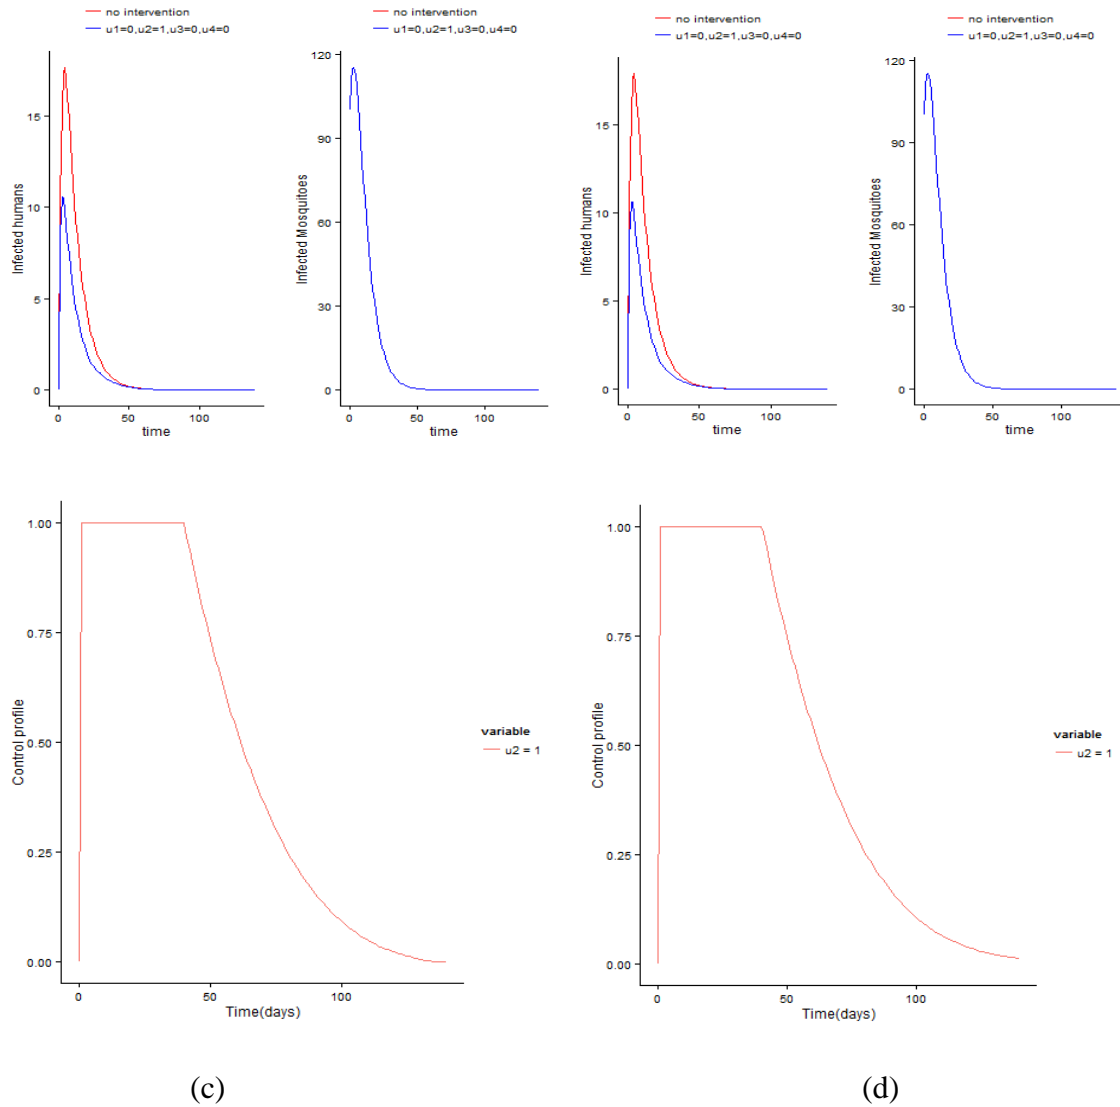 no intervention
u1=0,u2=1,u3=0,u4=0
no intervention
u1=0,u2=1,u3=0,u4=0
no intervention
u1=0,u2=1,u3=0,u4=0
no intervention
u1=0,u2=1,u3=0,u4=0
Infected humans
15
10
5
0
0 50 100
time
Infected Mosquitoes
120
90
60
30
0
0 50 100
time
Infected humans
15
10
5
0
0 50 100
time
Infected Mosquitoes
120
90
60
30
0
0 50 100
time
Control profile
1.00
0.75
0.50
0.25
0.00
0 50 100
Time(days)
variable
u2 = 1
Control profile
1.00
0.75
0.50
0.25
0.00
0 50 100
Time(days)
variable
u2 = 1
(c)
(d)